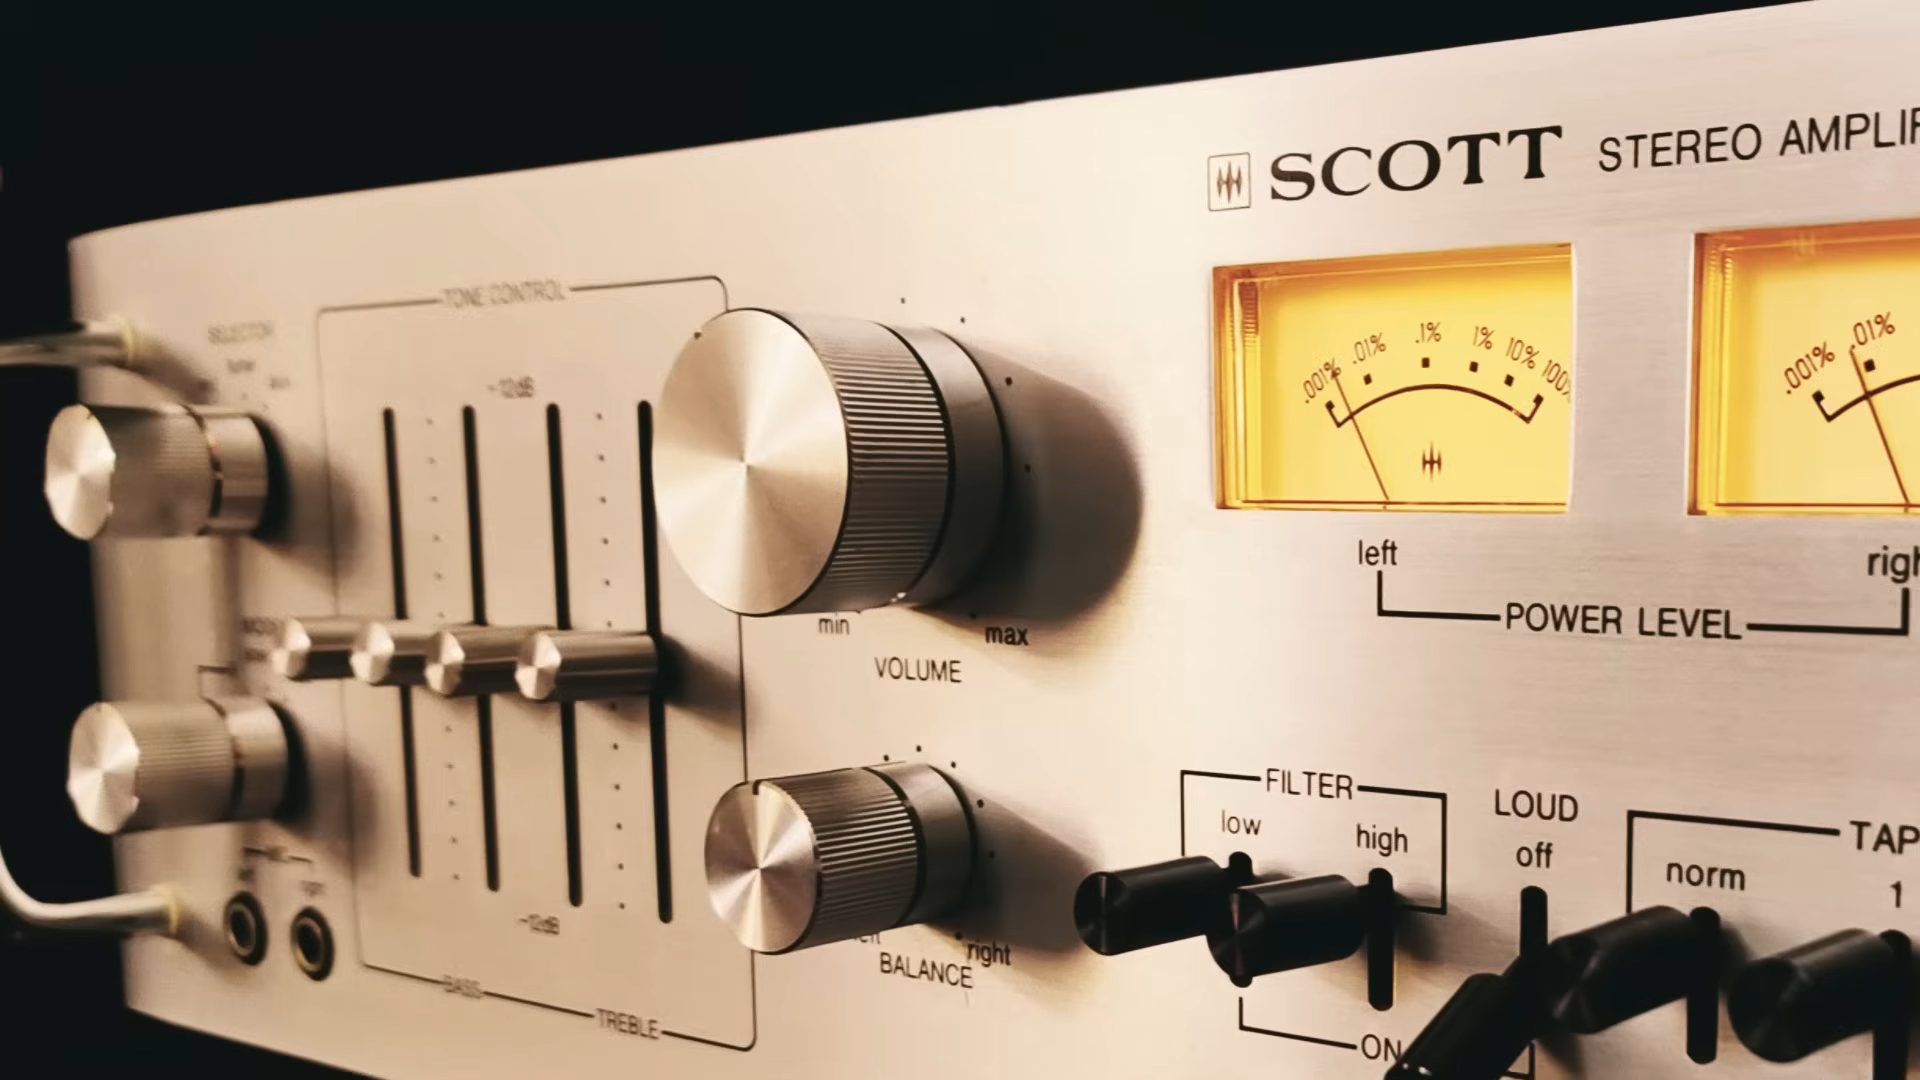 SCOTT STEREO AMPLIF
TONE CONTROL
SELECTOR
.001% .01% .1% 1% 10% 100%
.001% .01%
left
righ
POWER LEVEL
min
max
VOLUME
FILTER
low
high
LOUD
off
TAP
norm
1
-12dB
right
BALANCE
BASS
TREBLE
ON